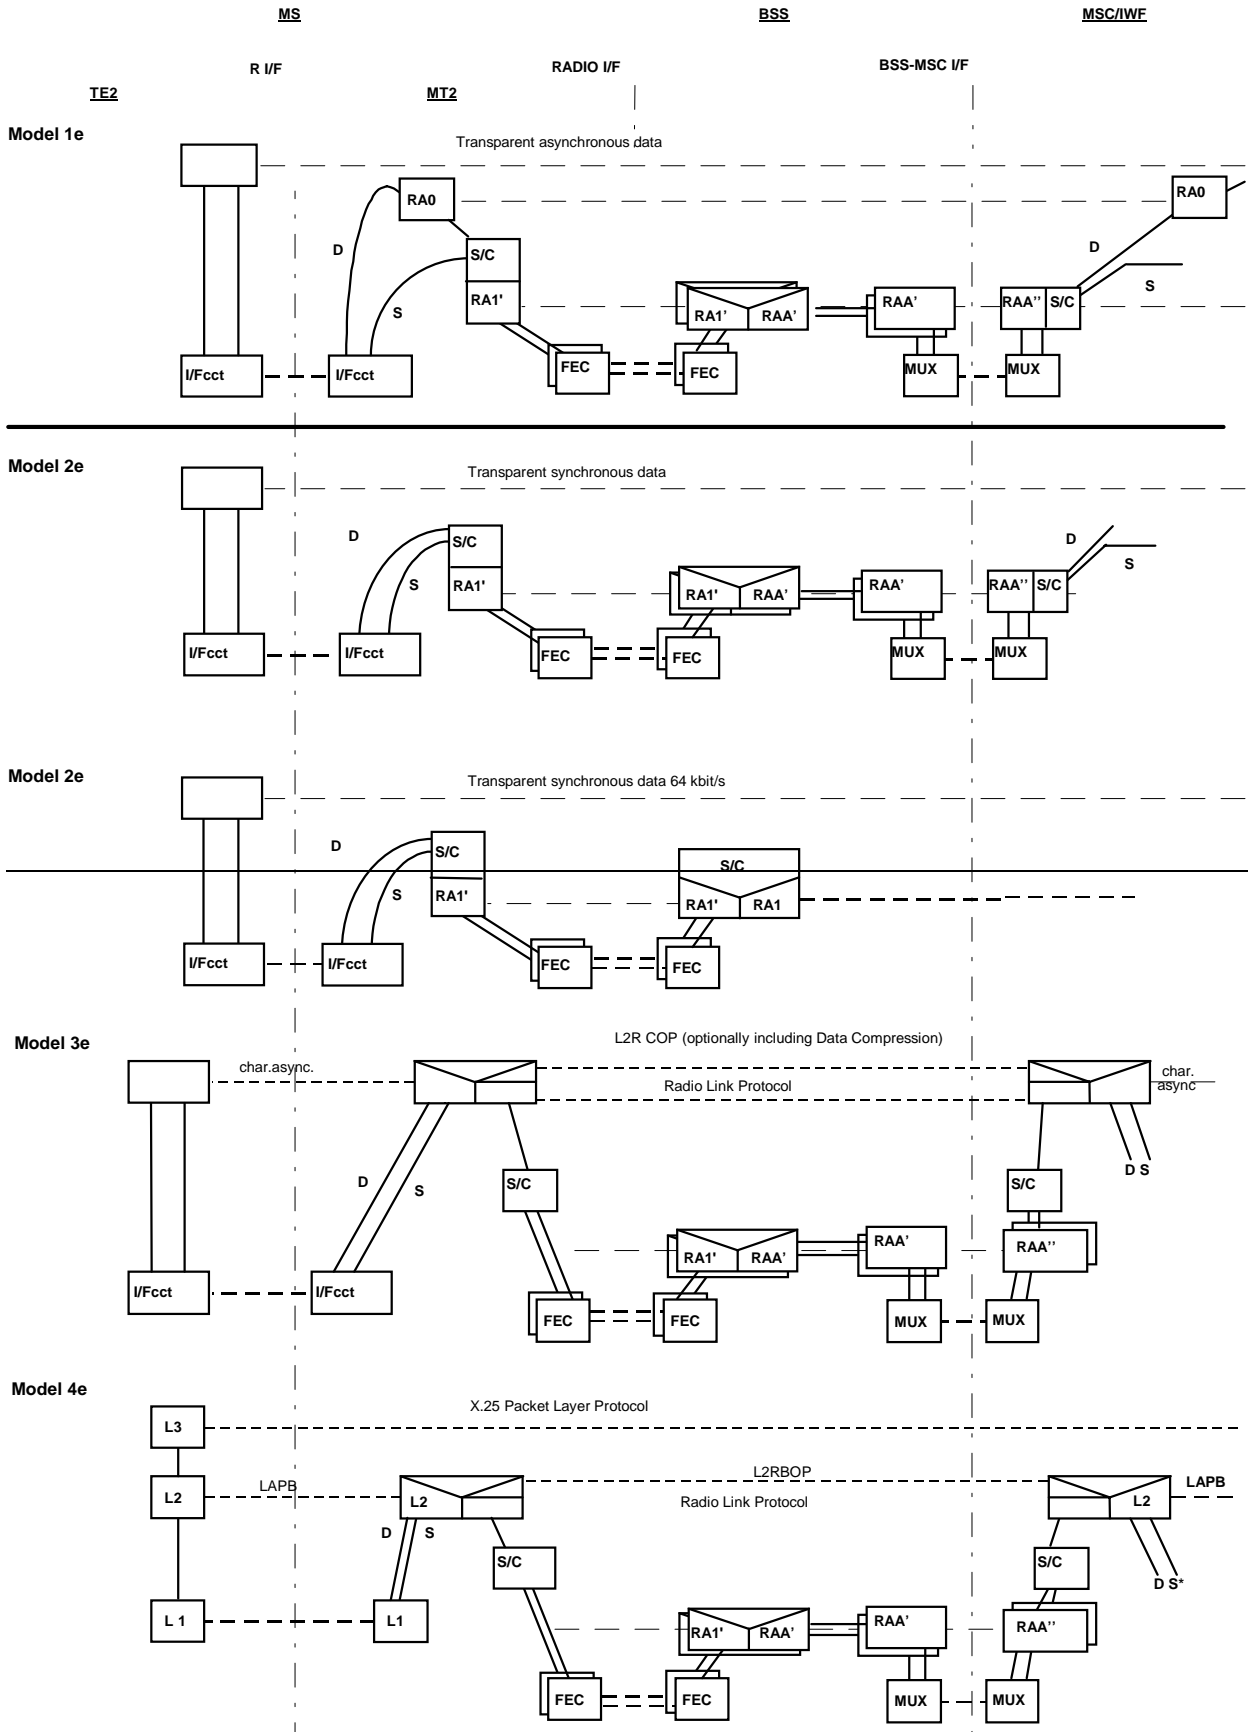 MS BSS MSC/IWF
R I/F RADIO I/F BSS-MSC I/F
TE2 MT2
Model 1e
Transparent asynchronous data
RA0 RA0
D S/C D
S RA1' RA1’ RAA’ RAA’ RAA’’ S/C S
I/Fcct I/Fcct FEC FEC MUX MUX
Model 2e
Transparent synchronous data
D S/C D
S RA1' RA1' RAA’ RAA’ RAA’’ S/C S
I/Fcct I/Fcct FEC FEC MUX MUX
Model 2e
Transparent synchronous data 64 kbit/s
D S/C S/C
S RA1' RA1' RA1
I/Fcct I/Fcct FEC FEC
Model 3e
L2R COP (optionally including Data Compression)
char.async. Radio Link Protocol char.
async
D S S/C S/C D S
RA1' RAA’ RAA’ RAA’’
I/Fcct I/Fcct FEC FEC MUX MUX
Model 4e
X.25 Packet Layer Protocol
L3
L2RBOP
L2 LAPB L2 Radio Link Protocol L2 LAPB
D S S/C S/C D S*
L 1 L1 RA1' RAA’ RAA’ RAA’’
FEC FEC MUX MUX